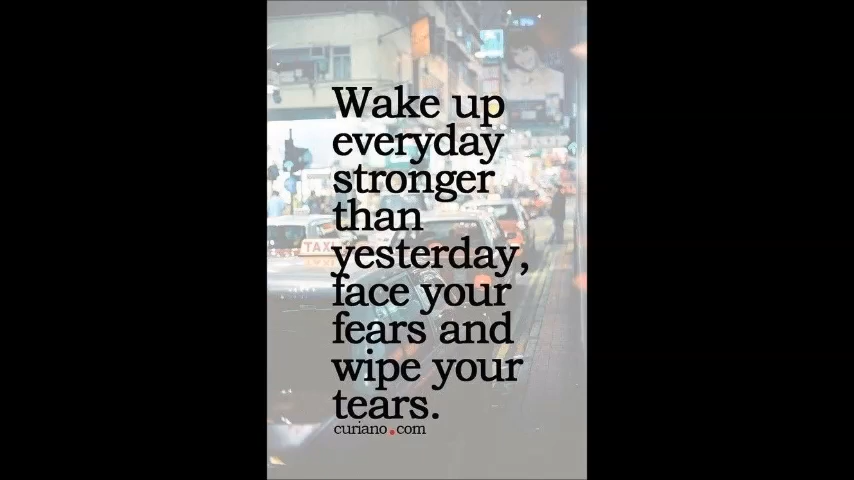 Wake up
everyday
stronger
than
yesterday,
face your
fears and
wipe your
tears.
curiano.com
TAXI